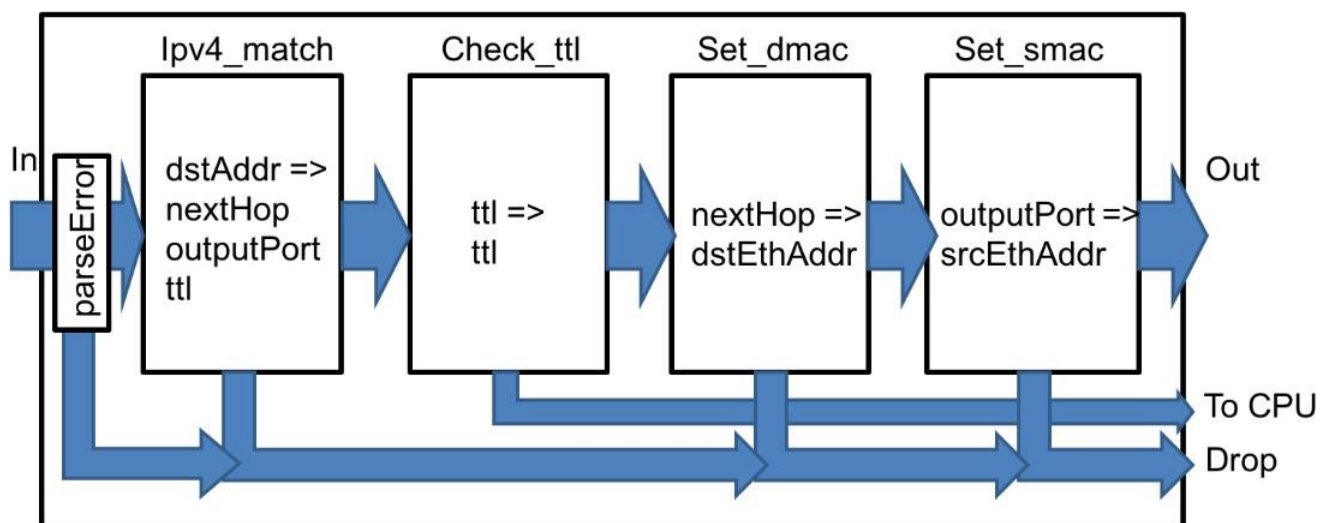 Ipv4_match
Check_ttl
Set_dmac
Set_smac
In
parseError
dstAddr =>
nextHop
outputPort
ttl
ttl =>
ttl
nextHop =>
dstEthAddr
outputPort =>
srcEthAddr
Out
To CPU
Drop